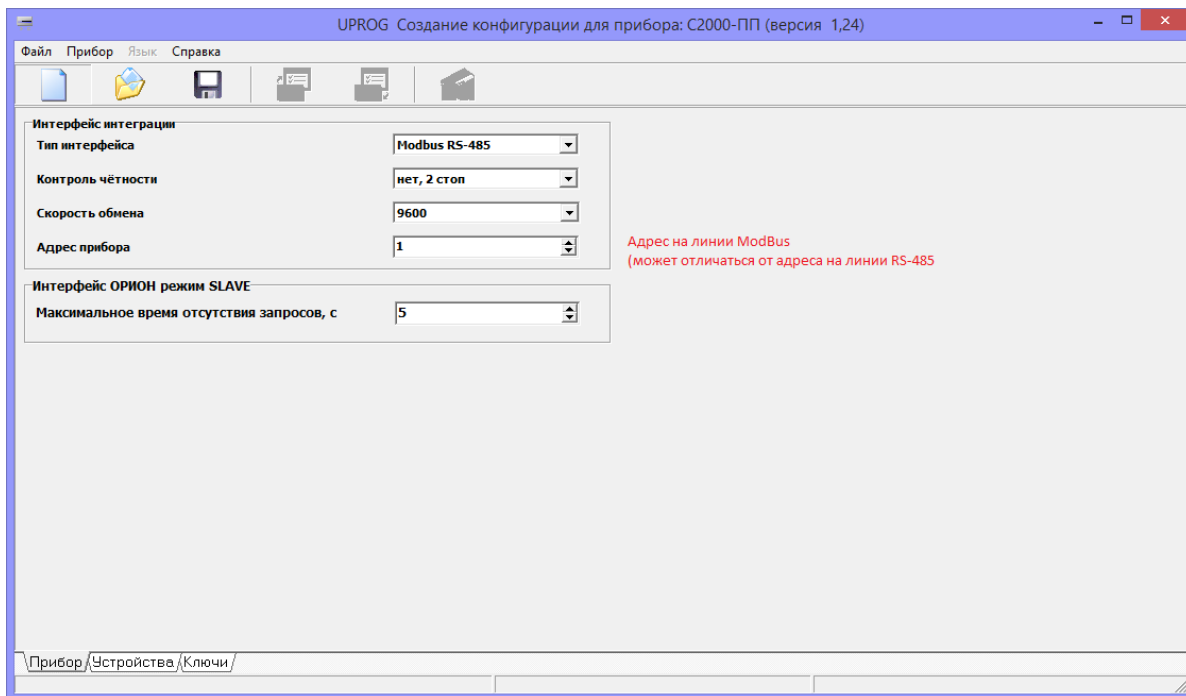 UPROG Создание конфигурации для прибора: С2000-ПП (версия 1,24)
Файл Прибор Язык Справка
Интерфейс интеграции
Тип интерфейса Modbus RS-485
Контроль чётности нет, 2 стоп
Скорость обмена 9600
Адрес прибора 1
Адрес на линии ModBus
(может отличаться от адреса на линии RS-485
Интерфейс ОРИОН режим SLAVE
Максимальное время отсутствия запросов, с 5
Прибор Устройства Ключи